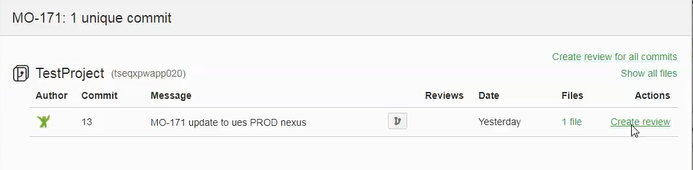 MO-171: 1 unique commit
Create review for all commits
TestProject (tseqxpwapp020)
Show all files
Author Commit Message Reviews Date Files Actions
13 MO-171 update to ues PROD nexus Yesterday 1 file Create review